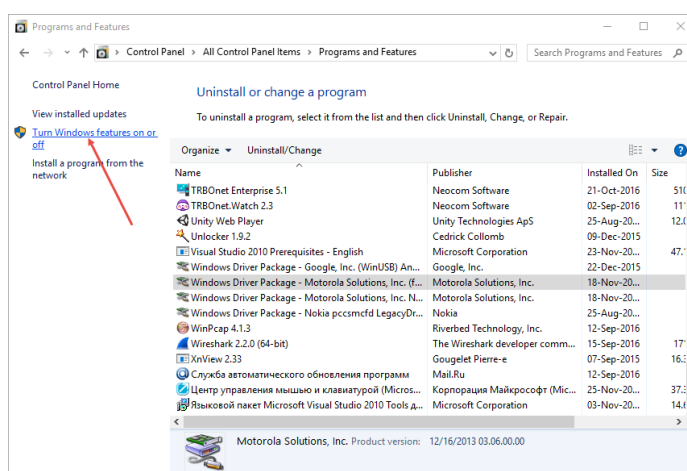 Programs and Features
Control Panel > All Control Panel Items > Programs and Features
Search Programs and Features
Control Panel Home
View installed updates
Turn Windows features on or
off
Install a program from the
network
Uninstall or change a program
To uninstall a program, select it from the list and then click Uninstall, Change, or Repair.
Organize Uninstall/Change
Name Publisher Installed On Size
TRBOnet Enterprise 5.1 Neocom Software 21-Oct-2016 51
TRBOnet.Watch 2.3 Neocom Software 02-Sep-2016 11
Unity Web Player Unity Technologies ApS 25-Aug-20... 12.0
Unlocker 1.9.2 Cedrick Collomb 09-Dec-2015
Visual Studio 2010 Prerequisites - English Microsoft Corporation 23-Nov-20... 47.
Windows Driver Package - Google, Inc. (WinUSB) An... Google, Inc. 22-Dec-2015
Windows Driver Package - Motorola Solutions, Inc. (f... Motorola Solutions, Inc. 18-Nov-20...
Windows Driver Package - Motorola Solutions, Inc. N... Motorola Solutions, Inc. 18-Nov-20...
Windows Driver Package - Nokia pccsmcfd LegacyDr... Nokia 25-Aug-20...
WinPcap 4.1.3 Riverbed Technology, Inc. 12-Sep-2016
Wireshark 2.2.0 (64-bit) The Wireshark developer comm... 15-Sep-2016 17
XnView 2.33 Gougelet Pierre-e 07-Sep-2015 16.
Служба автоматического обновления программ Mail.Ru 12-Sep-2016
Центр управления мышью и клавиатурой (Micros... Корпорация Майкрософт (Mic... 25-Nov-20... 37.
Языковой пакет Microsoft Visual Studio 2010 Tools д... Microsoft Corporation 03-Nov-20... 14.
Motorola Solutions, Inc. Product version: 12/16/2013 03.06.00.00